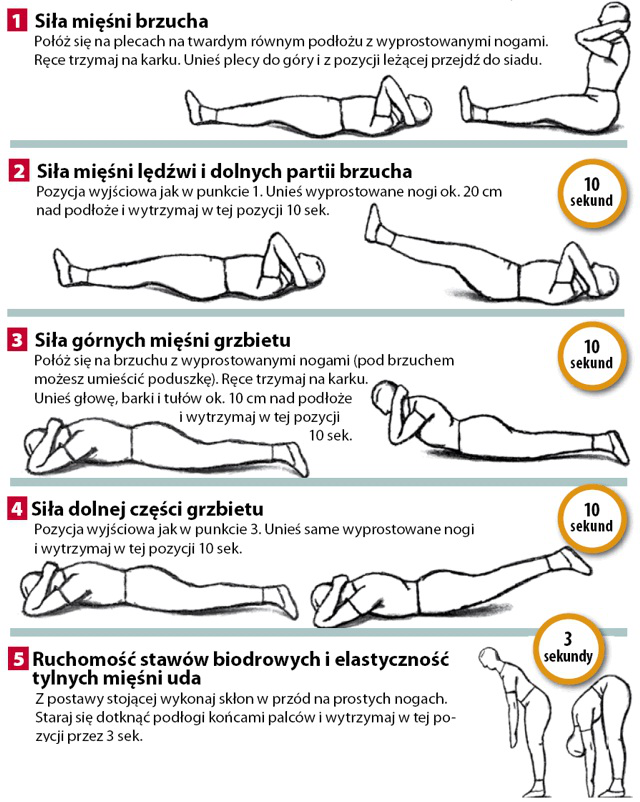 1 Siła mięśni brzucha
Połóż się na plecach na twardym równym podłożu z wyprostowanymi nogami.
Ręce trzymaj na karku. Unieś plecy do góry i z pozycji leżącej przejdź do siadu.
2 Siła mięśni lędźwi i dolnych partii brzucha
Pozycja wyjściowa jak w punkcie 1. Unieś wyprostowane nogi ok. 20 cm
nad podłoże i wytrzymaj w tej pozycji 10 sek.
10
sekund
3 Siła górnych mięśni grzbietu
Połóż się na brzuchu z wyprostowanymi nogami (pod brzuchem
możesz umieścić poduszkę). Ręce trzymaj na karku.
Unieś głowę, barki i tułów ok. 10 cm nad podłoże
i wytrzymaj w tej pozycji
10 sek.
10
sekund
4 Siła dolnej części grzbietu
Pozycja wyjściowa jak w punkcie 3. Unieś same wyprostowane nogi
i wytrzymaj w tej pozycji 10 sek.
10
sekund
5 Ruchomość stawów biodrowych i elastyczność
tylnych mięśni uda
Z postawy stojącej wykonaj skłon w przód na prostych nogach.
Staraj się dotknąć podłogi końcami palców i wytrzymaj w tej po-
zycji przez 3 sek.
3
sekundy